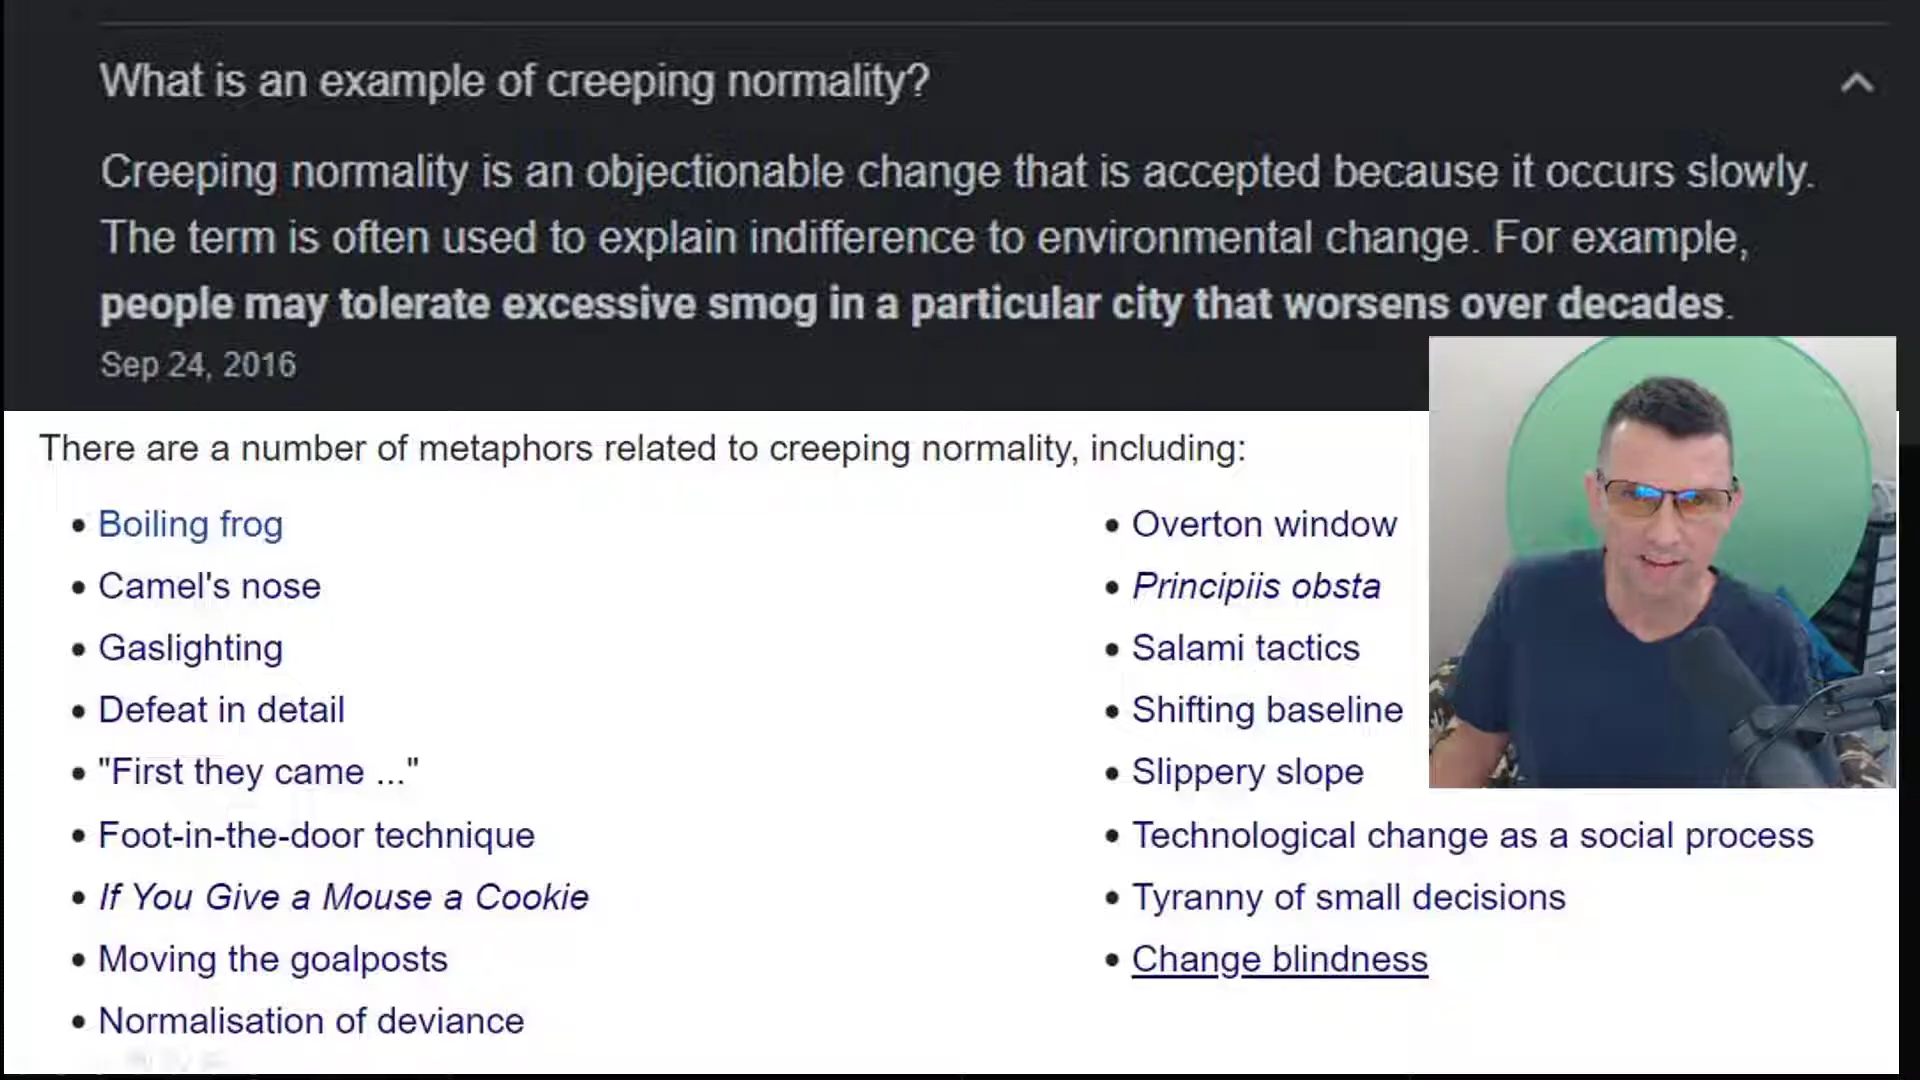 What is an example of creeping normality?
Creeping normality is an objectionable change that is accepted because it occurs slowly.
The term is often used to explain indifference to environmental change. For example,
people may tolerate excessive smog in a particular city that worsens over decades.
Sep 24, 2016
There are a number of metaphors related to creeping normality, including:
Boiling frog
Camel's nose
Gaslighting
Defeat in detail
"First they came ..."
Foot-in-the-door technique
If You Give a Mouse a Cookie
Moving the goalposts
Normalisation of deviance
Overton window
Principiis obsta
Salami tactics
Shifting baseline
Slippery slope
Technological change as a social process
Tyranny of small decisions
Change blindness